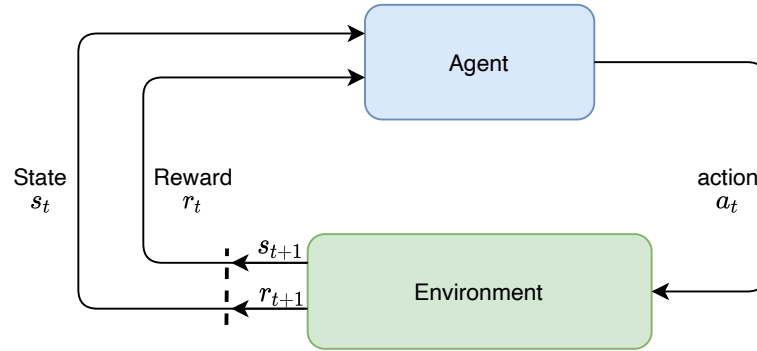 Agent
State
$s_t$
Reward
$r_t$
action
$a_t$
$s_{t+1}$
$r_{t+1}$
Environment